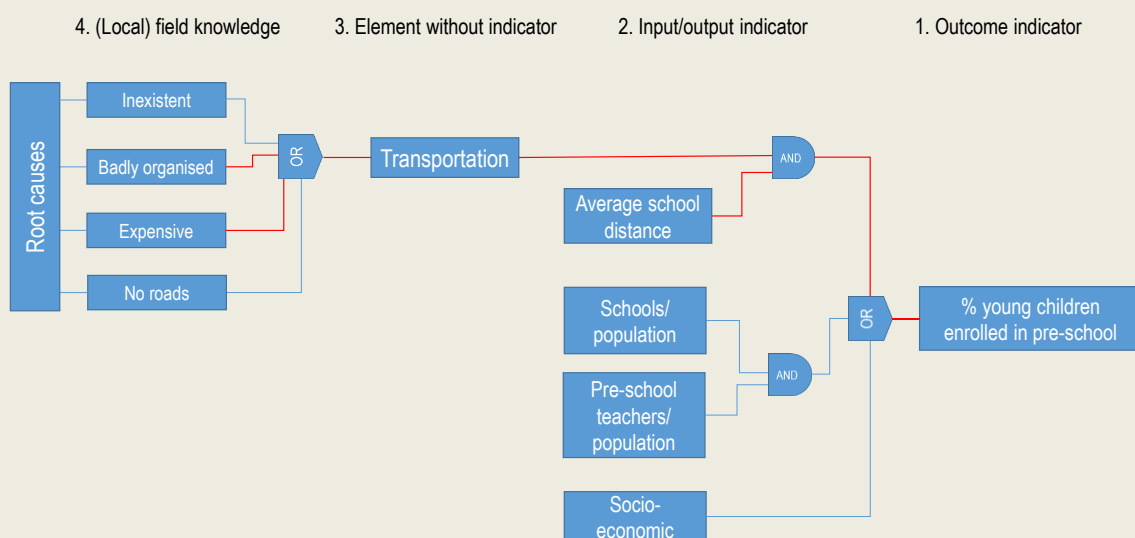 4. (Local) field knowledge
3. Element without indicator
2. Input/output indicator
1. Outcome indicator
Root causes
Inexistent
Badly organised
Expensive
No roads
OR
Transportation
AND
Average school
distance
Schools/
population
Pre-school
teachers/
population
AND
Socio-
economic
OR
% young children
enrolled in pre-school